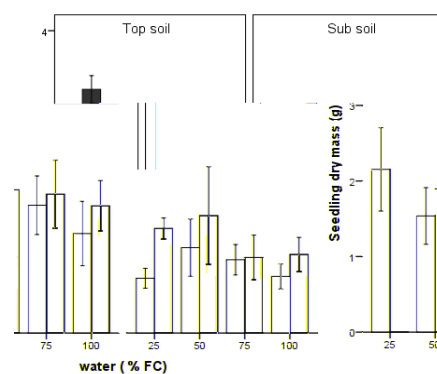 4
Top soil
Sub soil
3
2
1
0
Seedling dry mass (g)
75 100 25 50 75 100 25 50
water ( % FC)